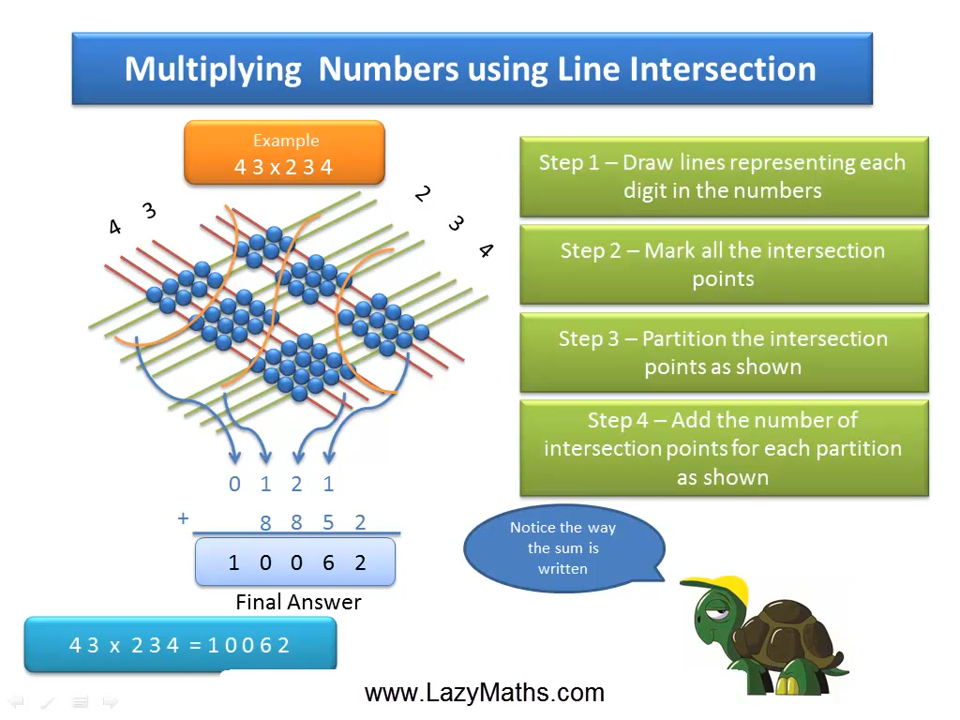 Multiplying  Numbers using Line Intersection
Example
4 3 x 2 3 4
4 3
2 3 4
Step 1 – Draw lines representing each
digit in the numbers
Step 2 – Mark all the intersection
points
Step 3 – Partition the intersection
points as shown
Step 4 – Add the number of
intersection points for each partition
as shown
0 1 2 1
+ 8 8 5 2
1 0 0 6 2
Final Answer
Notice the way
the sum is
written
4 3 x 2 3 4 = 1 0 0 6 2
www.LazyMaths.com